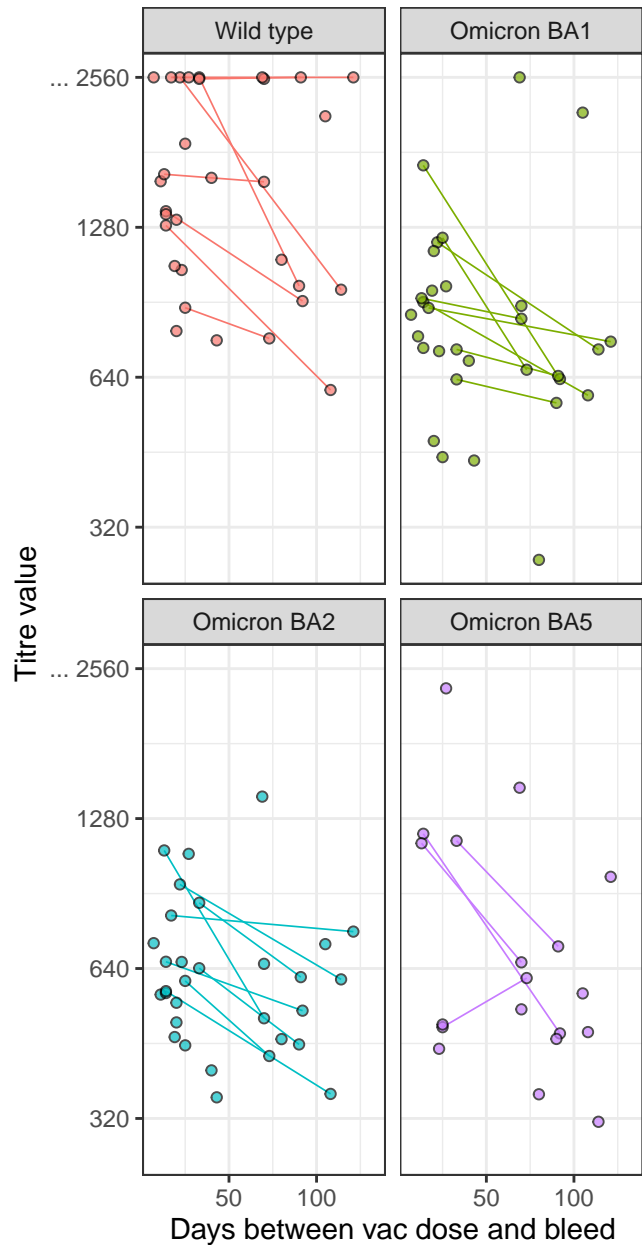 Wild type
Omicron BA1
... 2560
1280
640
320
Titre value
Omicron BA2
Omicron BA5
... 2560
1280
640
320
50
100
50
100
Days between vac dose and bleed